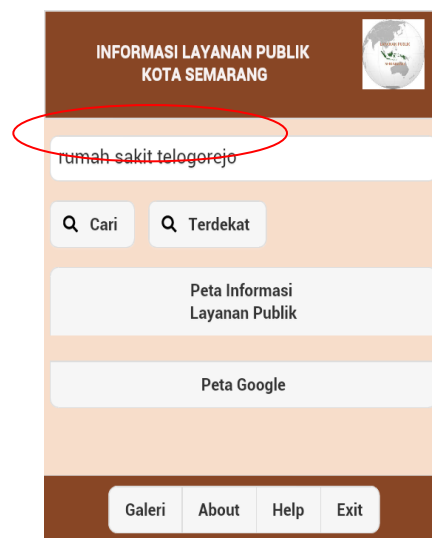 INFORMASI LAYANAN PUBLIK
KOTA SEMARANG
rumah sakit telogorejo
Cari
Terdekat
Peta Informasi
Layanan Publik
Peta Google
Galeri
About
Help
Exit